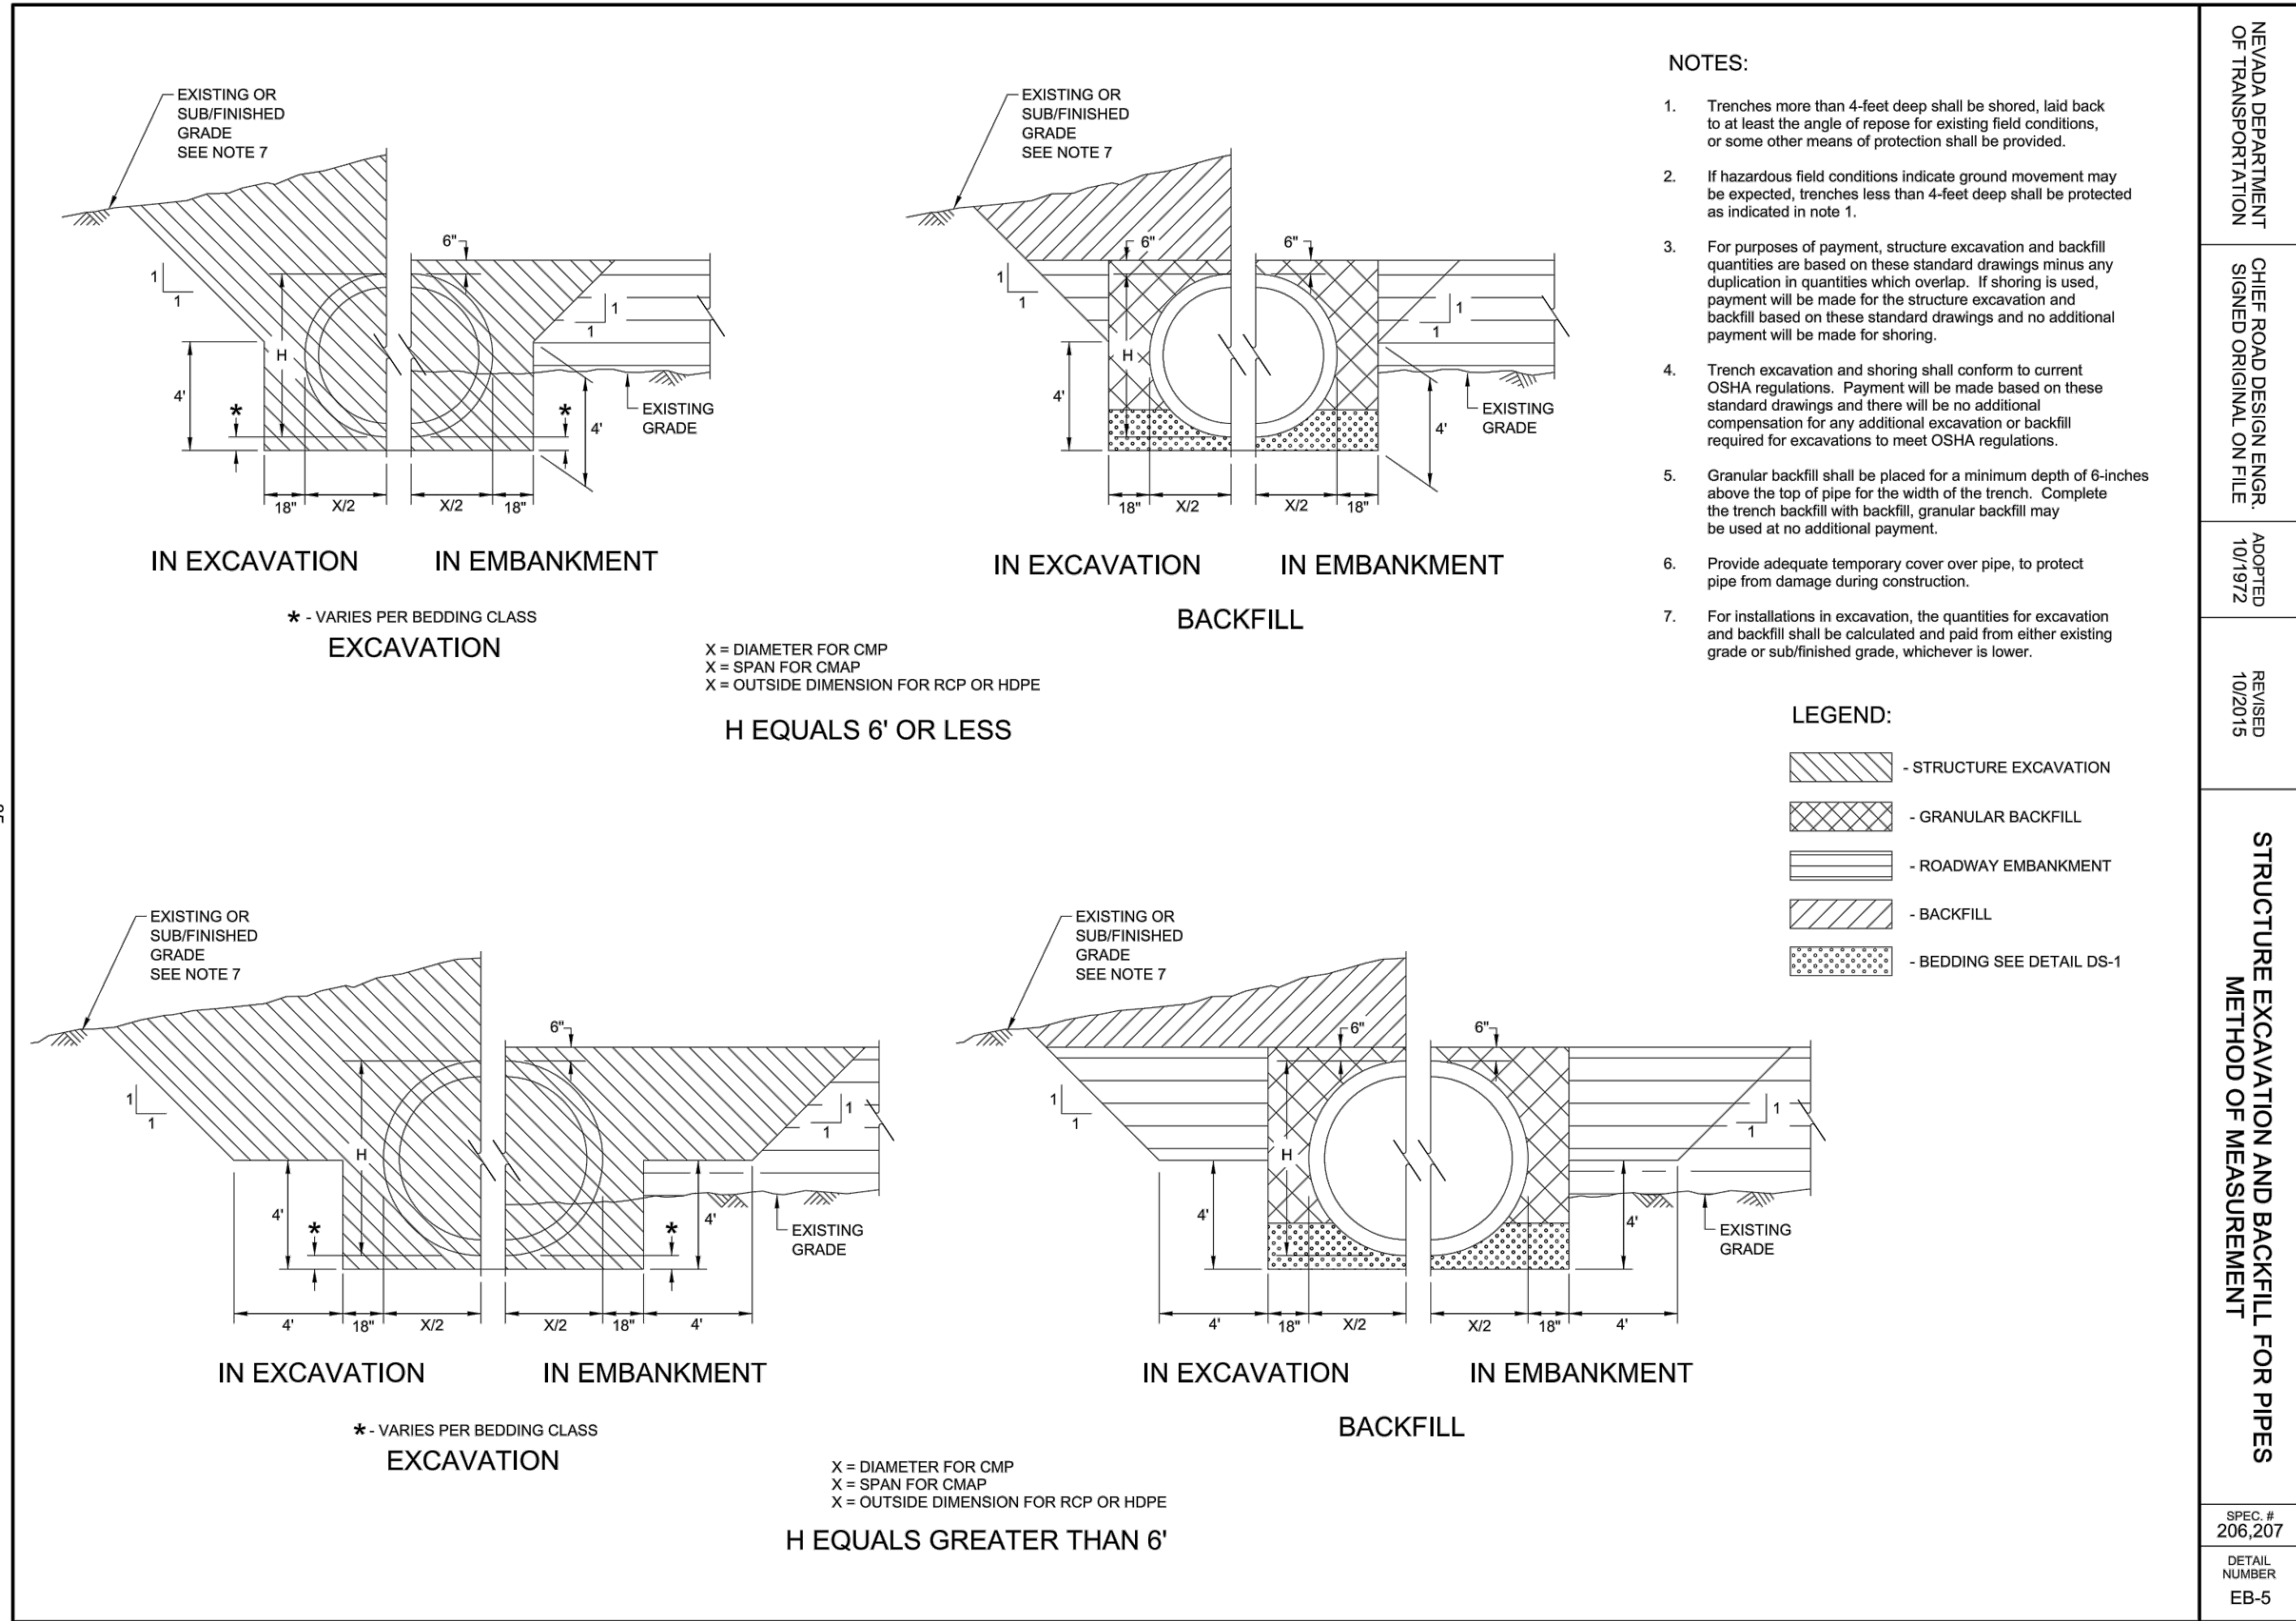 EXISTING OR
SUB/FINISHED
GRADE
SEE NOTE 7
6"
1
1
1
1
H
4'
*
*
4'
EXISTING
GRADE
18"
X/2
X/2
18"
IN EXCAVATION
IN EMBANKMENT
* - VARIES PER BEDDING CLASS
EXCAVATION
EXISTING OR
SUB/FINISHED
GRADE
SEE NOTE 7
6"
6"
1
1
1
1
H
4'
4'
EXISTING
GRADE
18"
X/2
X/2
18"
IN EXCAVATION
IN EMBANKMENT
BACKFILL
X = DIAMETER FOR CMP
X = SPAN FOR CMAP
X = OUTSIDE DIMENSION FOR RCP OR HDPE
H EQUALS 6' OR LESS
EXISTING OR
SUB/FINISHED
GRADE
SEE NOTE 7
6"
1
1
1
1
H
4'
*
*
4'
EXISTING
GRADE
4'
18"
X/2
X/2
18"
4'
IN EXCAVATION
IN EMBANKMENT
* - VARIES PER BEDDING CLASS
EXCAVATION
EXISTING OR
SUB/FINISHED
GRADE
SEE NOTE 7
6"
6"
1
1
1
1
H
4'
4'
EXISTING
GRADE
4'
18"
X/2
X/2
18"
4'
IN EXCAVATION
IN EMBANKMENT
BACKFILL
X = DIAMETER FOR CMP
X = SPAN FOR CMAP
X = OUTSIDE DIMENSION FOR RCP OR HDPE
H EQUALS GREATER THAN 6'
NOTES:
1. Trenches more than 4-feet deep shall be shored, laid back
to at least the angle of repose for existing field conditions,
or some other means of protection shall be provided.
2. If hazardous field conditions indicate ground movement may
be expected, trenches less than 4-feet deep shall be protected
as indicated in note 1.
3. For purposes of payment, structure excavation and backfill
quantities are based on these standard drawings minus any
duplication in quantities which overlap. If shoring is used,
payment will be made for the structure excavation and
backfill based on these standard drawings and no additional
payment will be made for shoring.
4. Trench excavation and shoring shall conform to current
OSHA regulations. Payment will be made based on these
standard drawings and there will be no additional
compensation for any additional excavation or backfill
required for excavations to meet OSHA regulations.
5. Granular backfill shall be placed for a minimum depth of 6-inches
above the top of pipe for the width of the trench. Complete
the trench backfill with backfill, granular backfill may
be used at no additional payment.
6. Provide adequate temporary cover over pipe, to protect
pipe from damage during construction.
7. For installations in excavation, the quantities for excavation
and backfill shall be calculated and paid from either existing
grade or sub/finished grade, whichever is lower.
LEGEND:
- STRUCTURE EXCAVATION
- GRANULAR BACKFILL
- ROADWAY EMBANKMENT
- BACKFILL
- BEDDING SEE DETAIL DS-1
NEVADA DEPARTMENT
OF TRANSPORTATION
CHIEF ROAD DESIGN ENGR.
SIGNED ORIGINAL ON FILE
ADOPTED
10/1972
REVISED
10/2015
STRUCTURE EXCAVATION AND BACKFILL FOR PIPES
METHOD OF MEASUREMENT
SPEC. #
206,207
DETAIL
NUMBER
EB-5